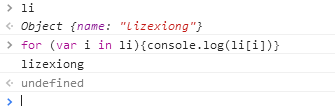 > li
< Object {name: "lizexiong"}
> for (var i in li){console.log(li[i])}
lizexiong
< undefined
>